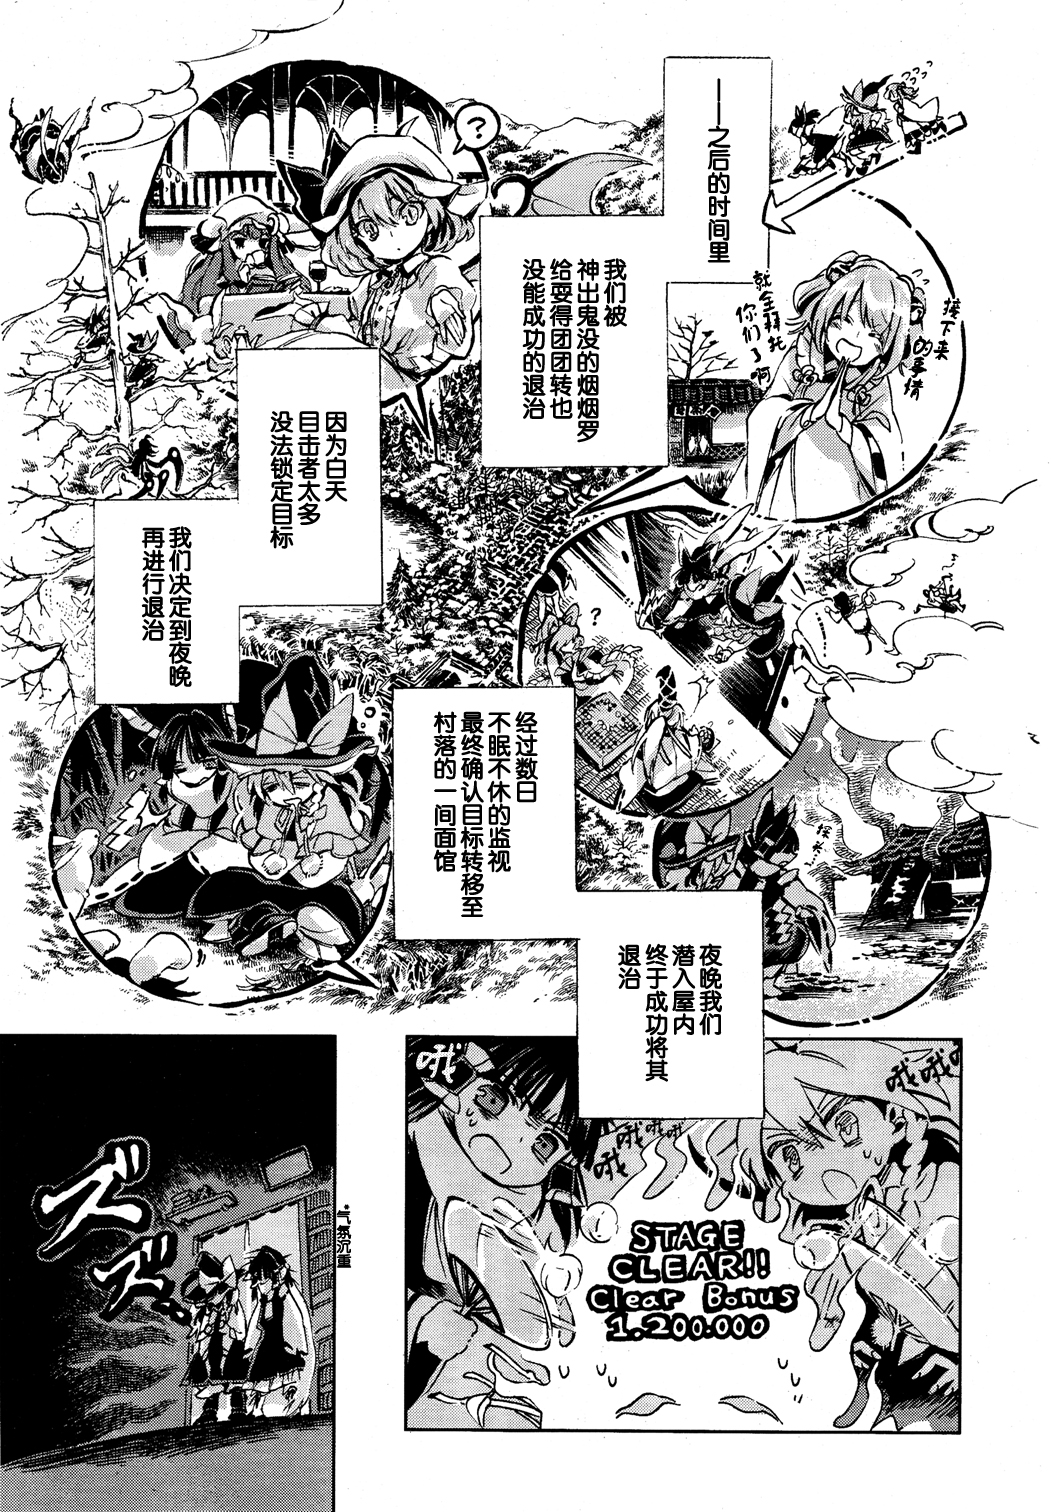 ——之后的时间里
接下来
的事情
就全拜托
你们了啊
?
我们被
神出鬼没的烟烟罗
给耍得团团转也
没能成功的退治
因为白天
目击者太多
没法锁定目标
我们决定到夜晚
再进行退治
?
经过数日
不眠不休的监视
最终确认目标转移至
村落的一间面馆
夜晚我们
潜入屋内
终于成功将其
退治
哦哦哦
哦哦哦哦
哦
STAGE
CLEAR!!
Clear Bonus
1.200.000
ズズ
*气氛沉重